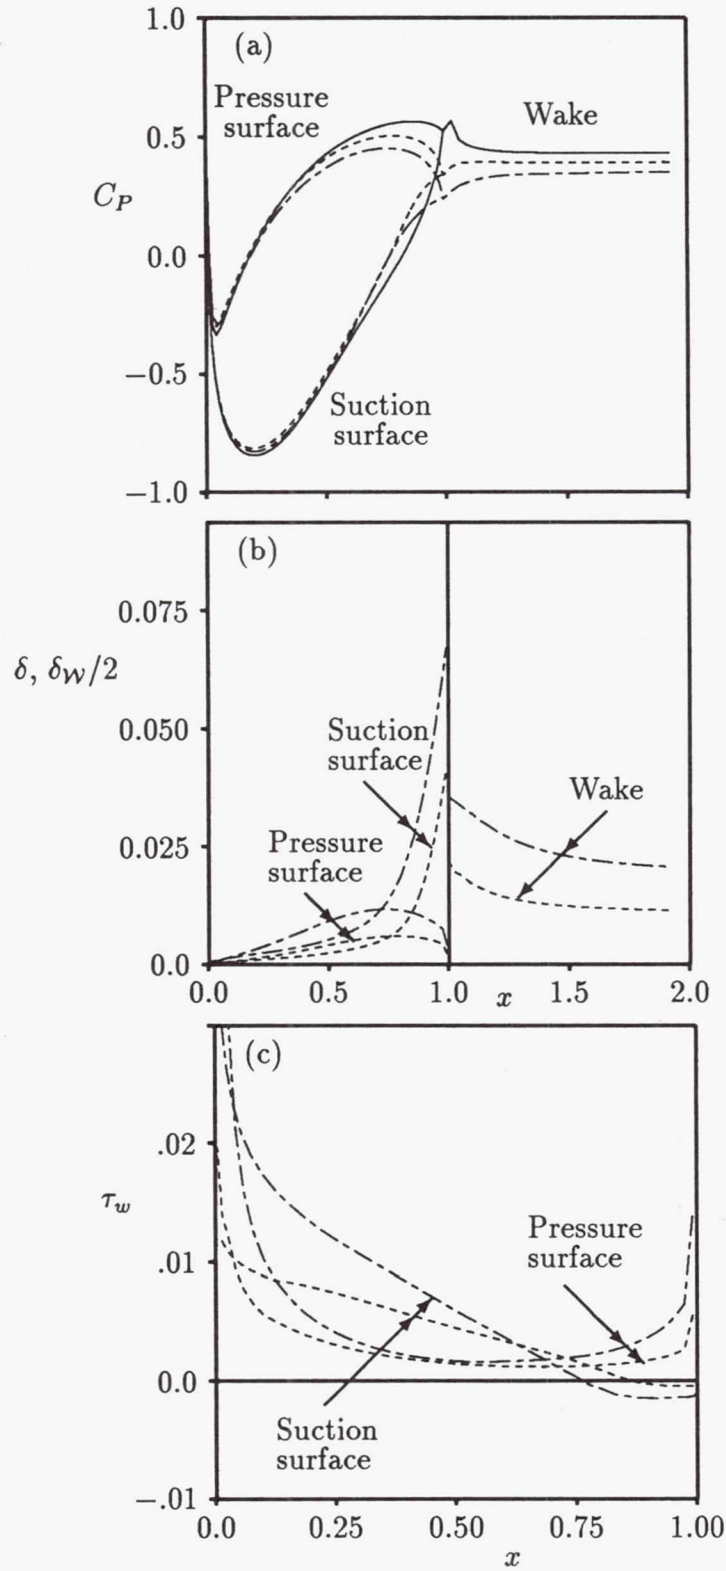 1.0
(a)
Pressure
surface
Wake
0.5
C_P
0.0
−0.5
Suction
surface
−1.0
(b)
0.075
δ, δ_W/2
0.050
Suction
surface
Wake
0.025
Pressure
surface
0.0
0.0 0.5 1.0 x 1.5 2.0
(c)
.02
τ_w
Pressure
surface
.01
0.0
Suction
surface
−.01
0.0 0.25 0.50 0.75 1.00
x